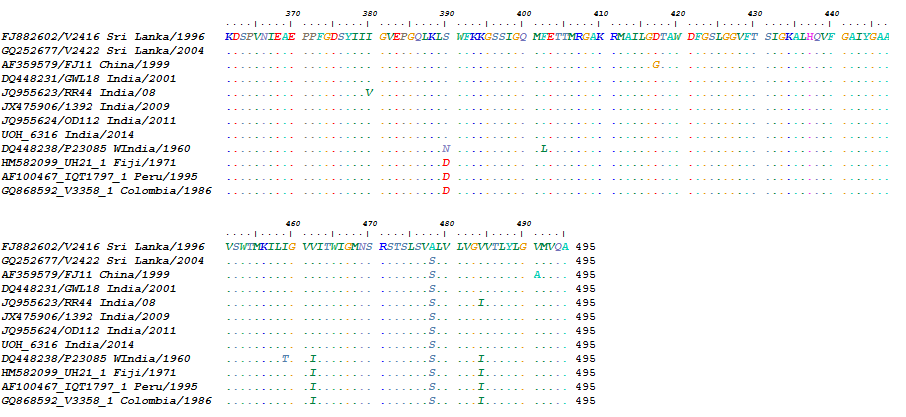 370 380 390 400 410 420 430 440
FJ882602/V2416 Sri Lanka/1996 KDSPVNIEAE PPFGDSYIII GVEPGQLKLS WFKKGSSIGQ MFETTMRGAK RMAILGDTAW DFGSLGGVFT SIGKALHQVF GAIYGAA
GQ252677/V2422 Sri Lanka/2004 .......... .......... .......... .......... .......... .......... .......... .......... .......
AF359579/FJ11 China/1999 .......... .......... .......... .......... .......... ......G... .......... .......... .......
DQ448231/GWL18 India/2001 .......... .......... .......... .......... .......... .......... .......... .......... .......
JQ955623/RR44 India/08 .......... .........V .......... .......... .......... .......... .......... .......... .......
JX475906/1392 India/2009 .......... .......... .......... .......... .......... .......... .......... .......... .......
JQ955624/OD112 India/2011 .......... .......... .......... .......... .......... .......... .......... .......... .......
UOH_6316 India/2014 .......... .......... .......... .......... .......... .......... .......... .......... .......
DQ448238/P23085 WIndia/1960 .......... .......... .........N .......... .L........ .......... .......... .......... .......
HM582099_UH21_1 Fiji/1971 .......... .......... .........D .......... .......... .......... .......... .......... .......
AF100467_IQT1797_1 Peru/1995 .......... .......... .........D .......... .......... .......... .......... .......... .......
GQ868592_V3358_1 Colombia/1986 .......... .......... .........D .......... .......... .......... .......... .......... .......
460 470 480 490
FJ882602/V2416 Sri Lanka/1996 VSWTMKILIG VVITWIGMNS RSTSLSVALV LVGVVTLYLG VMVQA 495
GQ252677/V2422 Sri Lanka/2004 .......... .......... .......S.. .......... ..... 495
AF359579/FJ11 China/1999 .......... .......... .......S.. .......... A.... 495
DQ448231/GWL18 India/2001 .......... .......... .......S.. .......... ..... 495
JQ955623/RR44 India/08 .......... .......... .......S.. ...I...... ..... 495
JX475906/1392 India/2009 .......... .......... .......S.. .......... ..... 495
JQ955624/OD112 India/2011 .......... .......... .......S.. .......... ..... 495
UOH_6316 India/2014 .......... .......... .......S.. .......... ..... 495
DQ448238/P23085 WIndia/1960 ........T. .I........ .......S.. ...I...... ..... 495
HM582099_UH21_1 Fiji/1971 .......... .I........ .......S.. ...I...... ..... 495
AF100467_IQT1797_1 Peru/1995 .......... .I........ .......S.. ...I...... ..... 495
GQ868592_V3358_1 Colombia/1986 .......... .I........ .......S.. ...I...... ..... 495